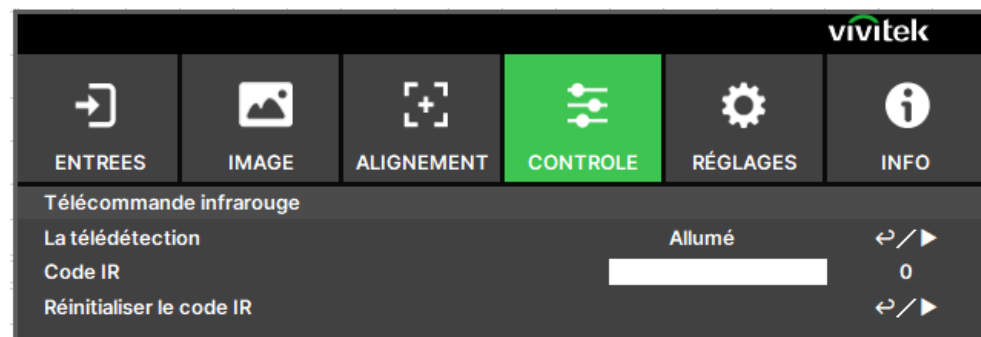 vivitek
ENTREES IMAGE ALIGNEMENT CONTROLE RÉGLAGES INFO
Télécommande infrarouge
La télédétection Allumé
Code IR 0
Réinitialiser le code IR